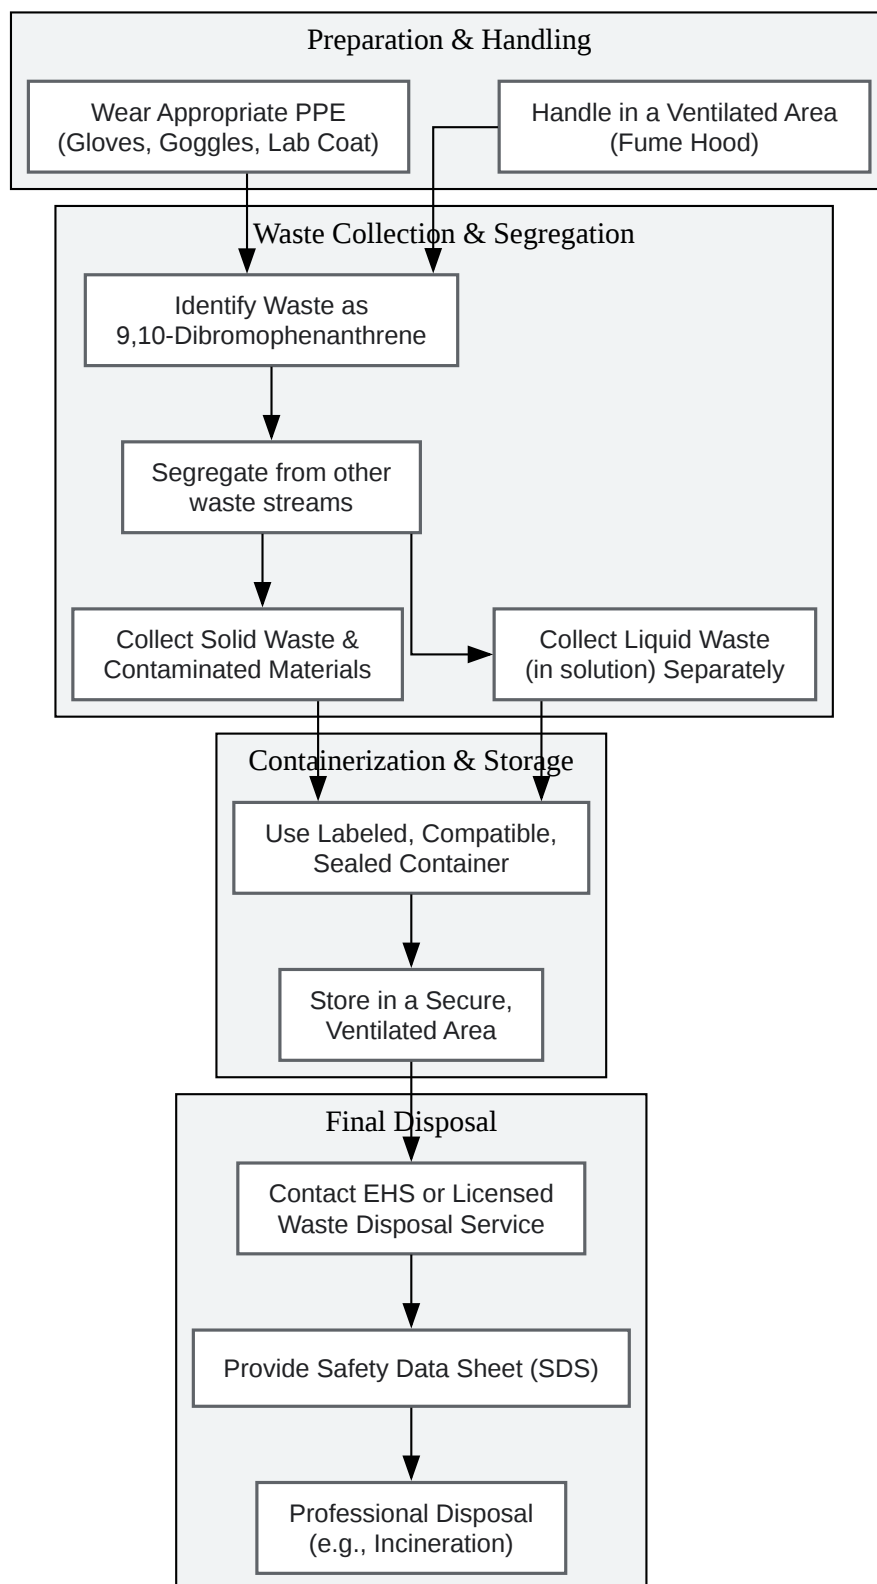 Preparation & Handling
Wear Appropriate PPE
(Gloves, Goggles, Lab Coat)
Handle in a Ventilated Area
(Fume Hood)
Waste Collection & Segregation
Identify Waste as
9,10-Dibromophenanthrene
Segregate from other
waste streams
Collect Solid Waste &
Contaminated Materials
Collect Liquid Waste
(in solution) Separately
Containerization & Storage
Use Labeled, Compatible,
Sealed Container
Store in a Secure,
Ventilated Area
Final Disposal
Contact EHS or Licensed
Waste Disposal Service
Provide Safety Data Sheet (SDS)
Professional Disposal
(e.g., Incineration)